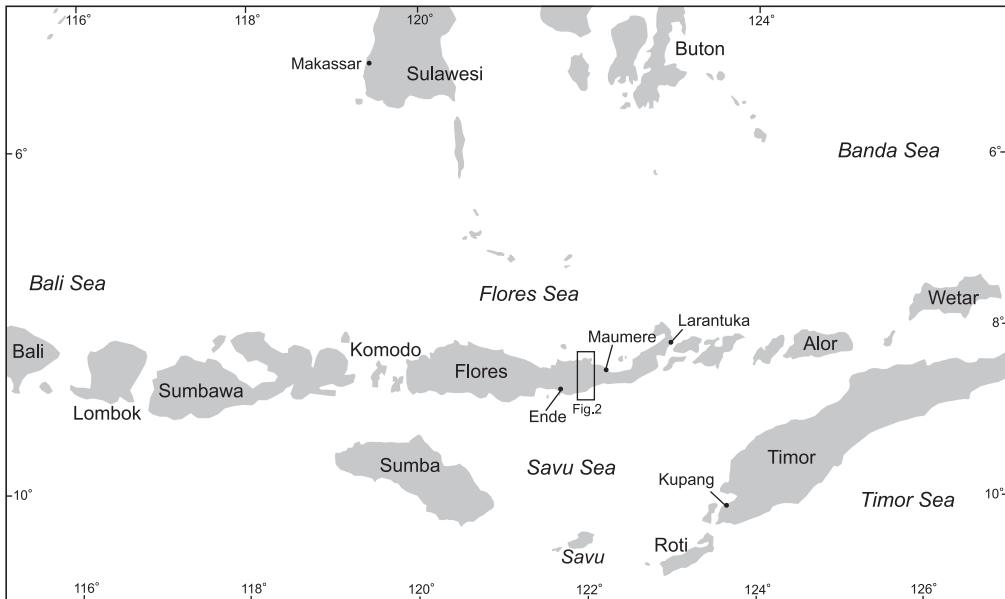 116°
120°
124°
Makassar
Sulawesi
Buton
6°
Banda Sea
6°
Bali Sea
Flores Sea
Wetar
8°
Larantuka
Maumere
Alor
Bali
Komodo
Flores
Sumbawa
Lombok
Ende
Fig.2
Sumba
Savu Sea
Timor
Kupang
10°
Timor Sea
10°
Savu
Roti
116°
118°
120°
122°
124°
126°